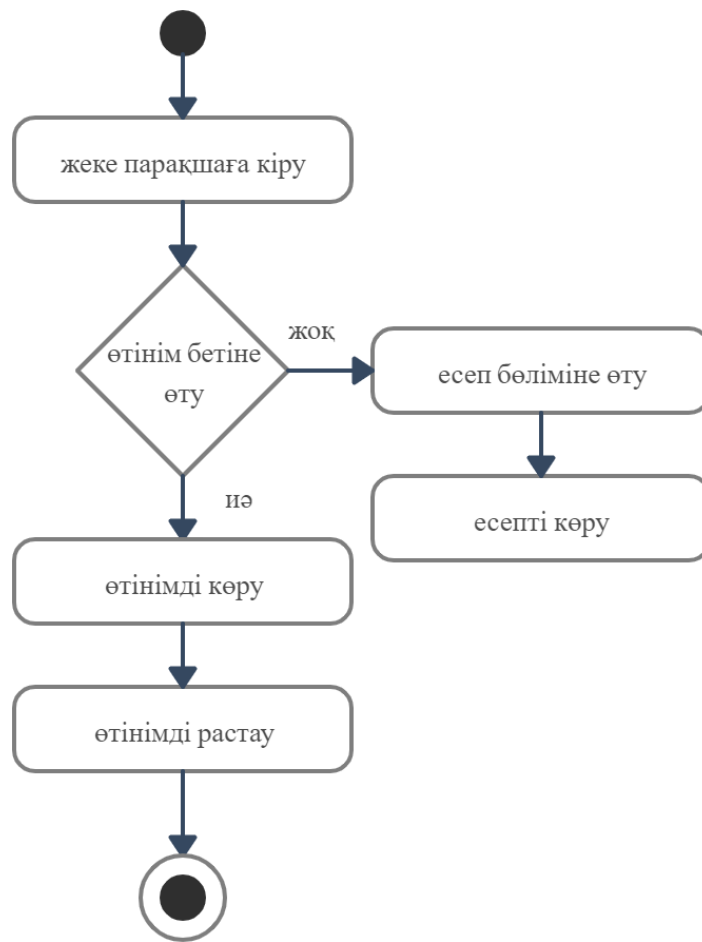 жеке парақшаға кіру
өтінім бетіне
өту
жоқ
есеп бөліміне өту
есепті көру
иә
өтінімді көру
өтінімді растау